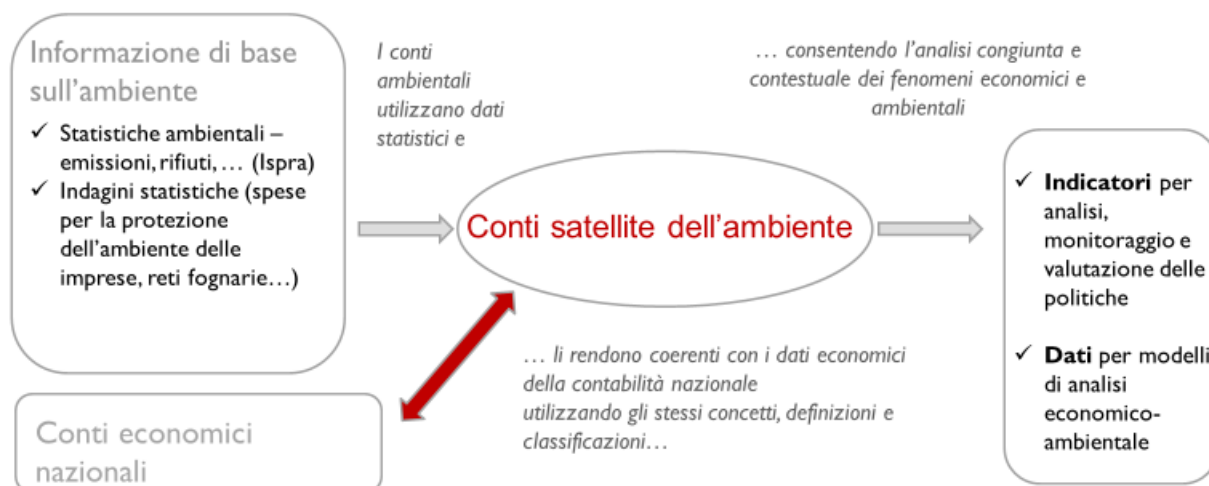 Informazione di base
sull'ambiente
✓ Statistiche ambientali –
emissioni, rifiuti, … (Ispra)
✓ Indagini statistiche (spese
per la protezione
dell'ambiente delle
imprese, reti fognarie…)
I conti
ambientali
utilizzano dati
statistici e
… consentendo l'analisi congiunta e
contestuale dei fenomeni economici e
ambientali
Conti satellite dell'ambiente
✓ Indicatori per
analisi,
monitoraggio e
valutazione delle
politiche
✓ Dati per modelli
di analisi
economico-
ambientale
… li rendono coerenti con i dati economici
della contabilità nazionale
utilizzando gli stessi concetti, definizioni e
classificazioni…
Conti economici
nazionali